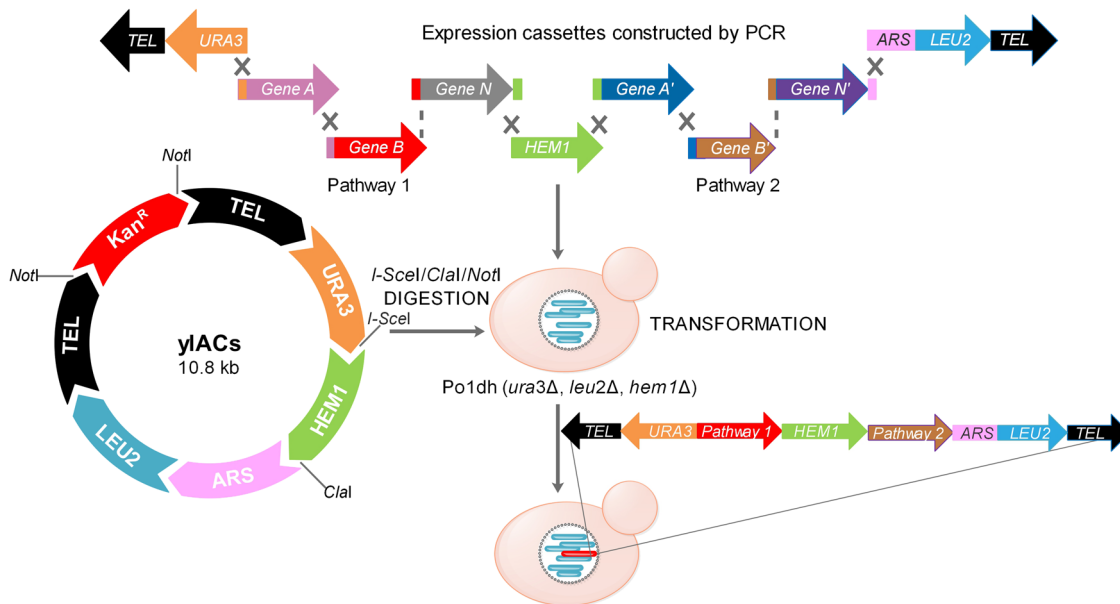 Expression cassettes constructed by PCR
TEL
URA3
ARS
LEU2
TEL
Gene A
Gene N
Gene A'
Gene N'
Gene B
HEM1
Gene B'
Pathway 1
Pathway 2
NotI
NotI
Kan^R
TEL
URA3
I-SceI
HEM1
ClaI
ARS
LEU2
TEL
yIACs
10.8 kb
I-SceI/ClaI/NotI
DIGESTION
TRANSFORMATION
Po1dh (ura3Δ, leu2Δ, hem1Δ)
TEL
URA3
Pathway 1
HEM1
Pathway 2
ARS
LEU2
TEL